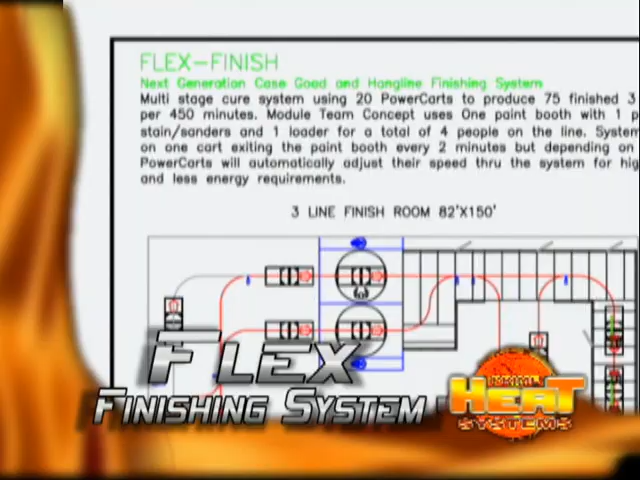 FLEX-FINISH
Next Generation Case Good and Hangline Finishing System
Multi stage cure system using 20 PowerCarts to produce 75 finished 3
per 450 minutes. Module Team Concept uses One paint booth with 1 p
stain/sanders and 1 loader for a total of 4 people on the line. System
on one cart exiting the paint booth every 2 minutes but depending on
PowerCarts will automatically adjust their speed thru the system for hig
and less energy requirements.
3 LINE FINISH ROOM 82'X150'
FLEX
FINISHING SYSTEM
HEAT
SYSTEMS